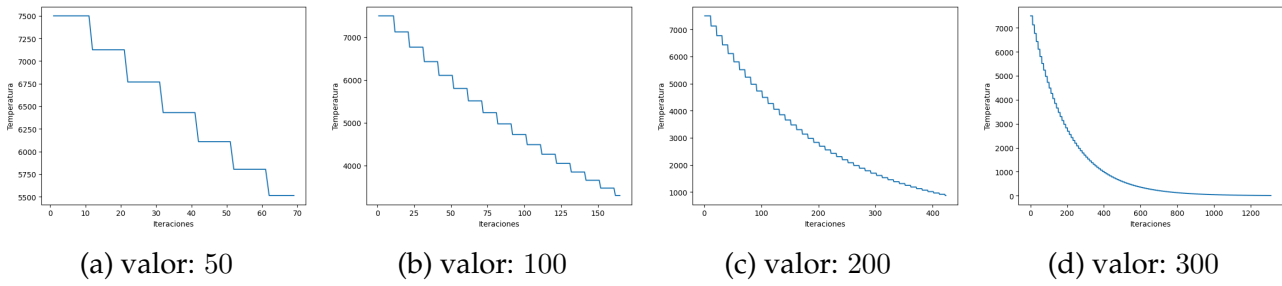 7500
7250
7000
6750
6500
6250
6000
5750
5500
Temperatura
0 10 20 30 40 50 60 70
Iteraciones
(a) valor: 50
7000
6000
5000
4000
Temperatura
0 25 50 75 100 125 150
Iteraciones
(b) valor: 100
7000
6000
5000
4000
3000
2000
1000
Temperatura
0 100 200 300 400
Iteraciones
(c) valor: 200
7000
6000
5000
4000
3000
2000
1000
0
Temperatura
0 200 400 600 800 1000 1200
Iteraciones
(d) valor: 300